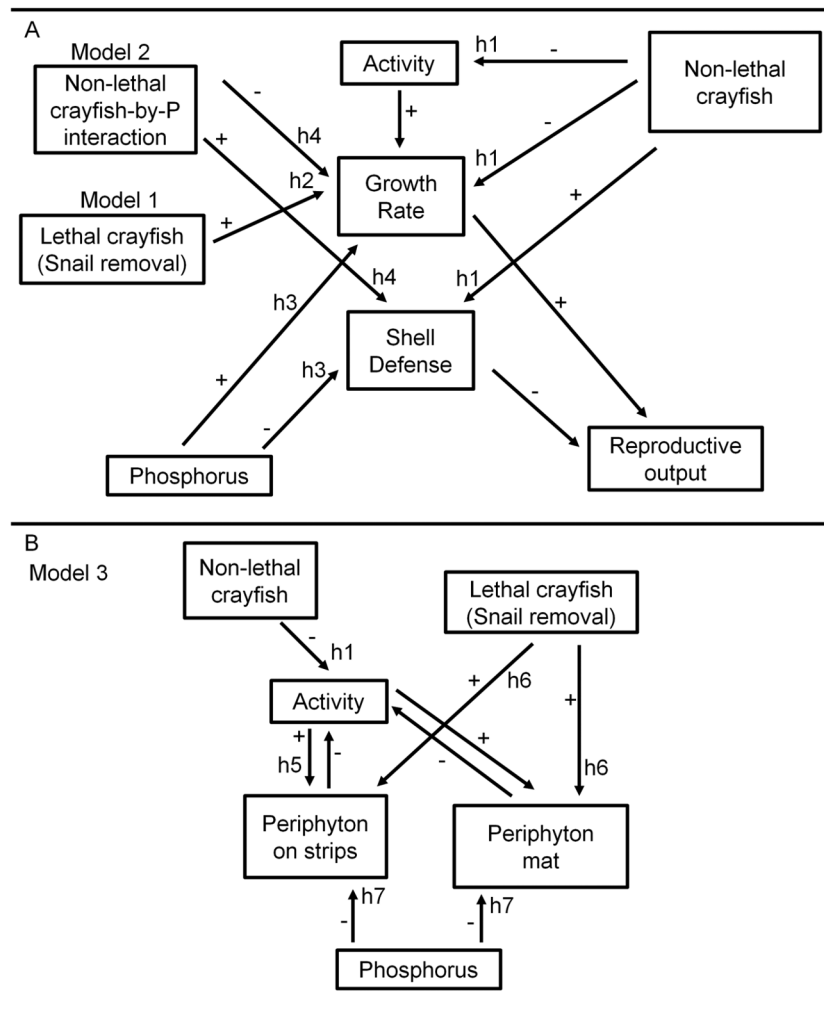 A
Model 2
Non-lethal
crayfish-by-P
interaction
Activity
Non-lethal
crayfish
h1
-
-
+
-
h4
h1
+
h2
Growth
Rate
+
Model 1
+
Lethal crayfish
(Snail removal)
h4
h1
h3
+
Shell
Defense
h3
+
-
-
Reproductive
output
Phosphorus
B
Model 3
Non-lethal
crayfish
Lethal crayfish
(Snail removal)
-
h1
+
h6
+
Activity
+
-
+
-
h5
h6
Periphyton
on strips
Periphyton
mat
h7
-
h7
-
Phosphorus